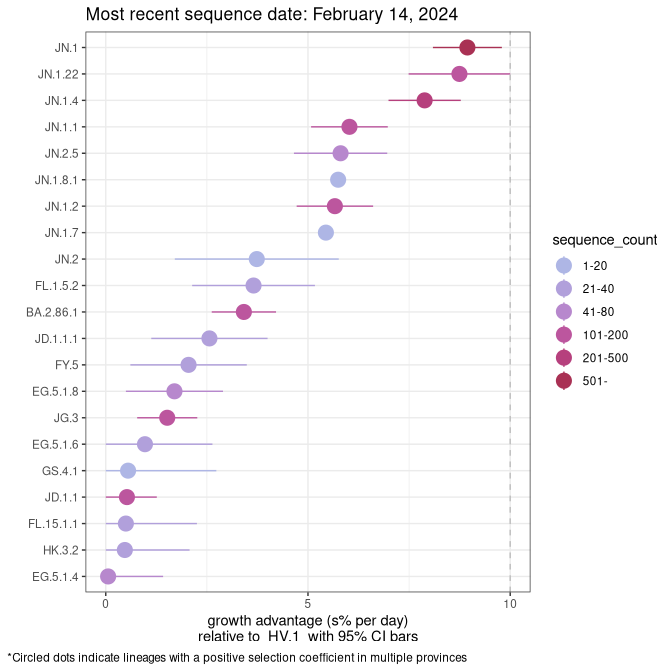 Most recent sequence date: February 14, 2024
JN.1
JN.1.22
JN.1.4
JN.1.1
JN.2.5
JN.1.8.1
JN.1.2
JN.1.7
JN.2
FL.1.5.2
BA.2.86.1
JD.1.1.1
FY.5
EG.5.1.8
JG.3
EG.5.1.6
GS.4.1
JD.1.1
FL.15.1.1
HK.3.2
EG.5.1.4
0 5 10
growth advantage (s% per day)
relative to HV.1 with 95% CI bars
sequence_count
1-20
21-40
41-80
101-200
201-500
501-
*Circled dots indicate lineages with a positive selection coefficient in multiple provinces